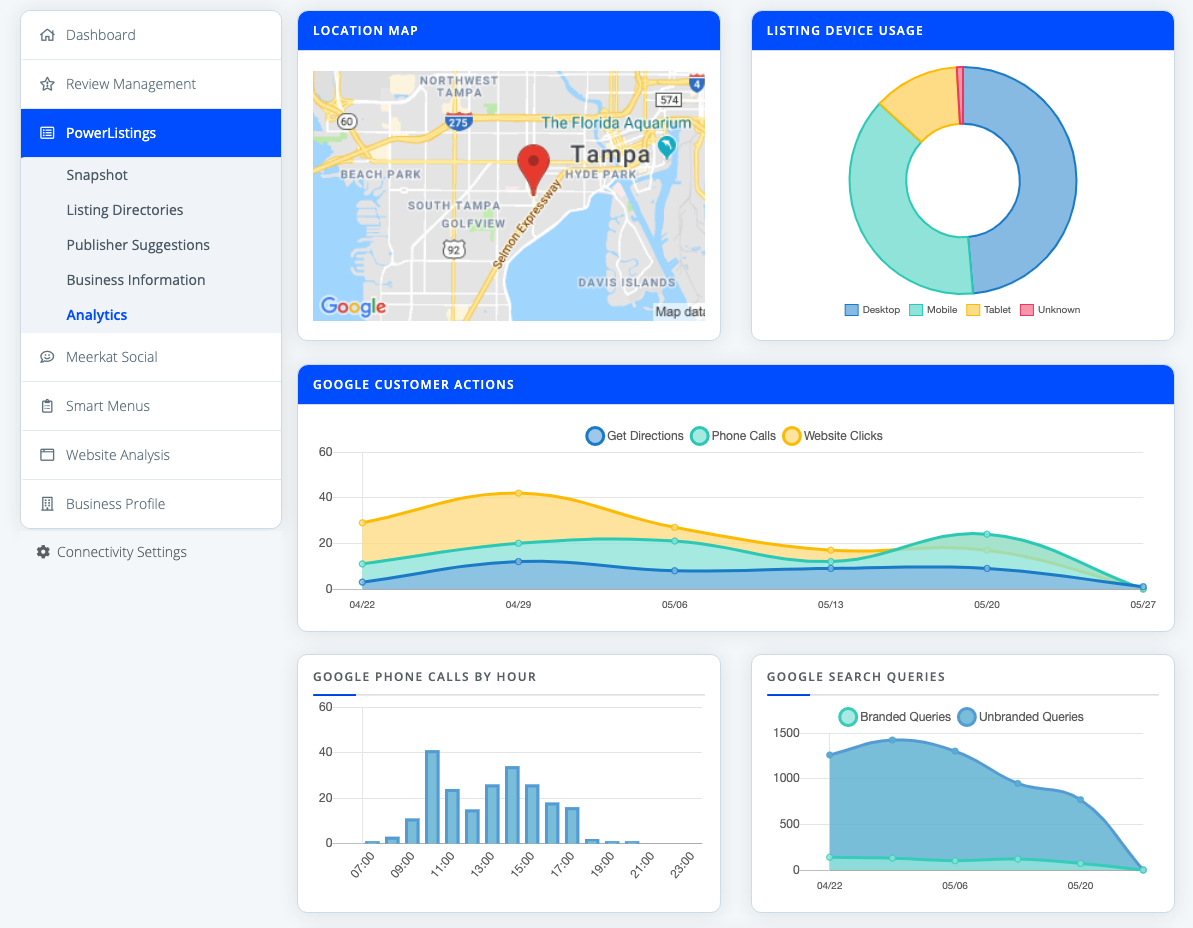 Dashboard
Review Management
PowerListings
Snapshot
Listing Directories
Publisher Suggestions
Business Information
Analytics
Meerkat Social
Smart Menus
Website Analysis
Business Profile
Connectivity Settings
LOCATION MAP
NORTHWEST
TAMPA
4
574
60
275
The Florida Aquarium
Tampa
BEACH PARK
HYDE PARK
SOUTH TAMPA
GOLFVIEW
Selmon Expressway
92
DAVIS ISLANDS
Google
Map data
LISTING DEVICE USAGE
Desktop Mobile Tablet Unknown
GOOGLE CUSTOMER ACTIONS
Get Directions Phone Calls Website Clicks
60
40
20
0
04/22 04/29 05/06 05/13 05/20 05/27
GOOGLE PHONE CALLS BY HOUR
60
40
20
0
07:00 09:00 11:00 13:00 15:00 17:00 19:00 21:00 23:00
GOOGLE SEARCH QUERIES
Branded Queries Unbranded Queries
1500
1000
500
0
04/22 05/06 05/20